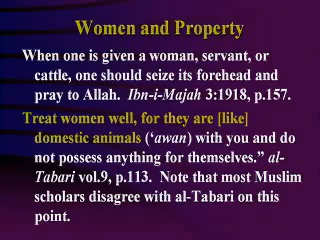 Women and Property
When one is given a woman, servant, or
cattle, one should seize its forehead and
pray to Allah. Ibn-i-Majah 3:1918, p.157.
Treat women well, for they are [like]
domestic animals (‘awan) with you and do
not possess anything for themselves.” al-
Tabari vol.9, p.113. Note that most Muslim
scholars disagree with al-Tabari on this
point.